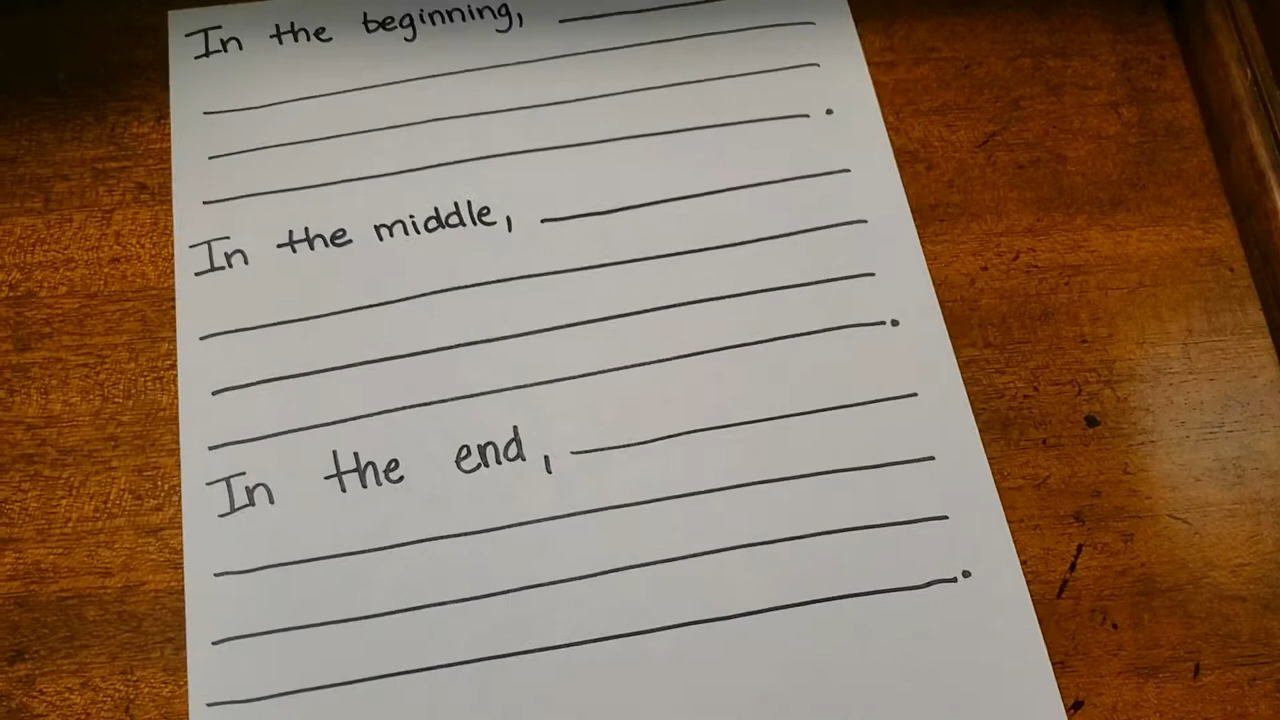 In the beginning,
.
In the middle,
.
In the end,
.